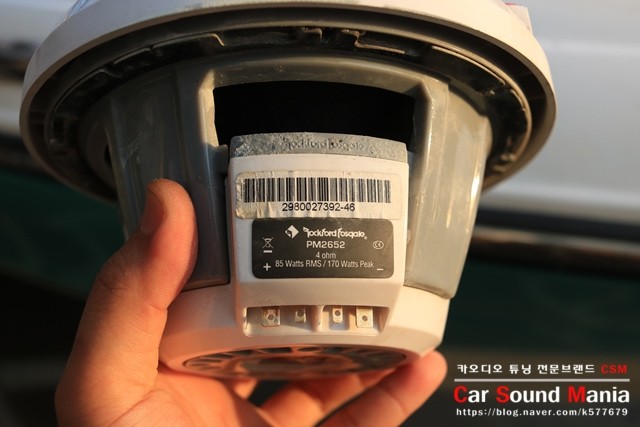 Rockford Fosgate
2980027392-46
Rockford Fosgate®
PM2652
4 ohm
+ 85 Watts RMS / 170 Watts Peak -
카오디오 튜닝 전문브랜드 CSM
Car Sound Mania
https://blog.naver.com/k577679